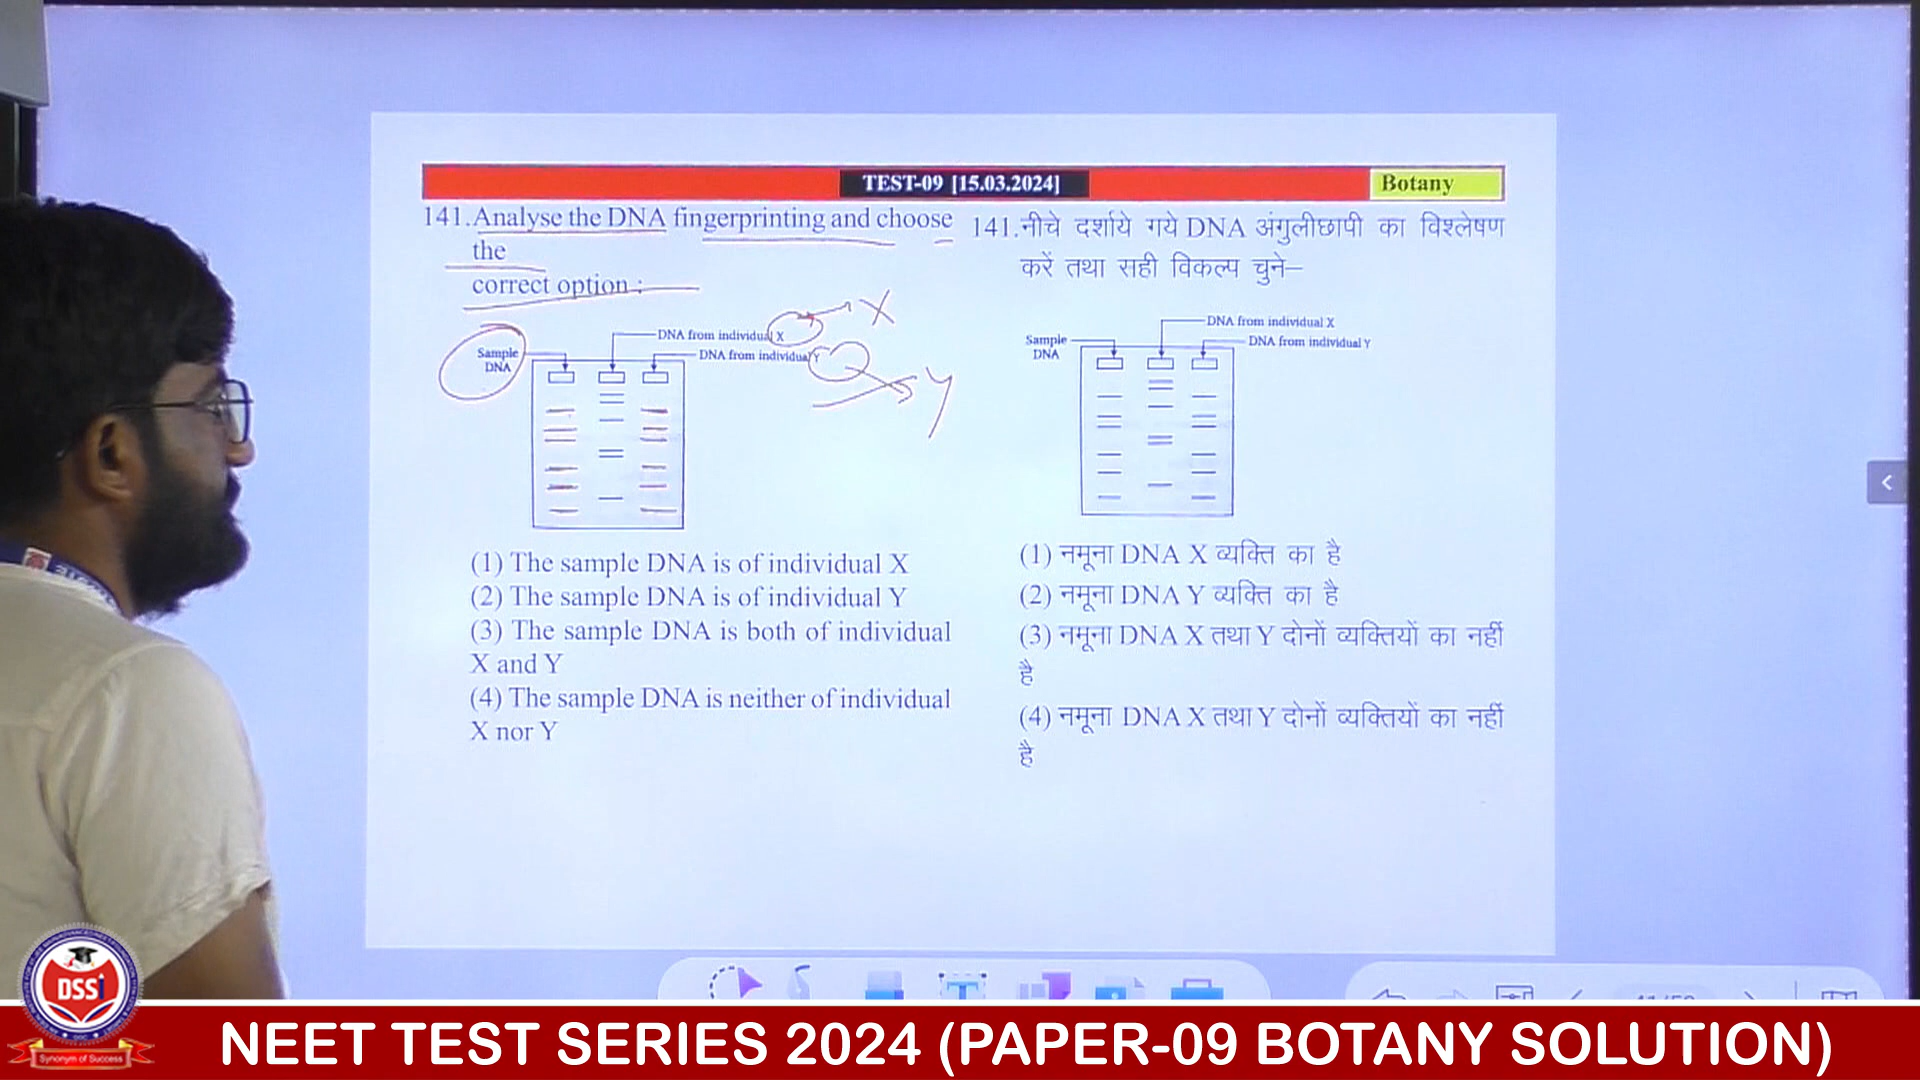 TEST-09 [15.03.2024]
Botany
141. Analyse the DNA fingerprinting and choose
the
correct option :
X
DNA from individual X
DNA from individual Y
Sample
DNA
Y
(1) The sample DNA is of individual X
(2) The sample DNA is of individual Y
(3) The sample DNA is both of individual
X and Y
(4) The sample DNA is neither of individual
X nor Y
141. नीचे दर्शाये गये DNA अंगुलीछापी का विश्लेषण
करें तथा सही विकल्प चुने–
DNA from individual X
Sample
DNA
DNA from individual Y
(1) नमूना DNA X व्यक्ति का है
(2) नमूना DNA Y व्यक्ति का है
(3) नमूना DNA X तथा Y दोनों व्यक्तियों का नहीं
है
(4) नमूना DNA X तथा Y दोनों व्यक्तियों का नहीं
है
DSSi
Synonym of Success
NEET TEST SERIES 2024 (PAPER-09 BOTANY SOLUTION)